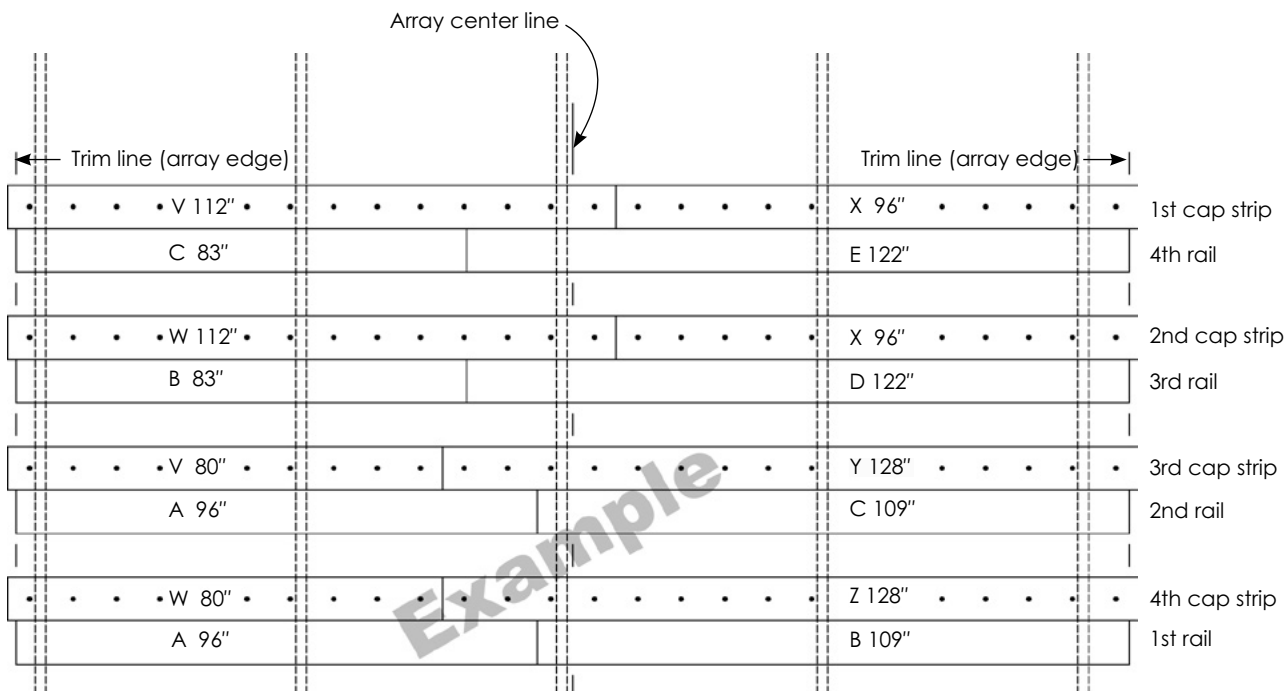 Array center line
Trim line (array edge)
Trim line (array edge)
V 112"
X 96"
1st cap strip
C 83"
E 122"
4th rail
W 112"
X 96"
2nd cap strip
B 83"
D 122"
3rd rail
V 80"
Y 128"
3rd cap strip
A 96"
C 109"
2nd rail
Example
W 80"
Z 128"
4th cap strip
A 96"
B 109"
1st rail